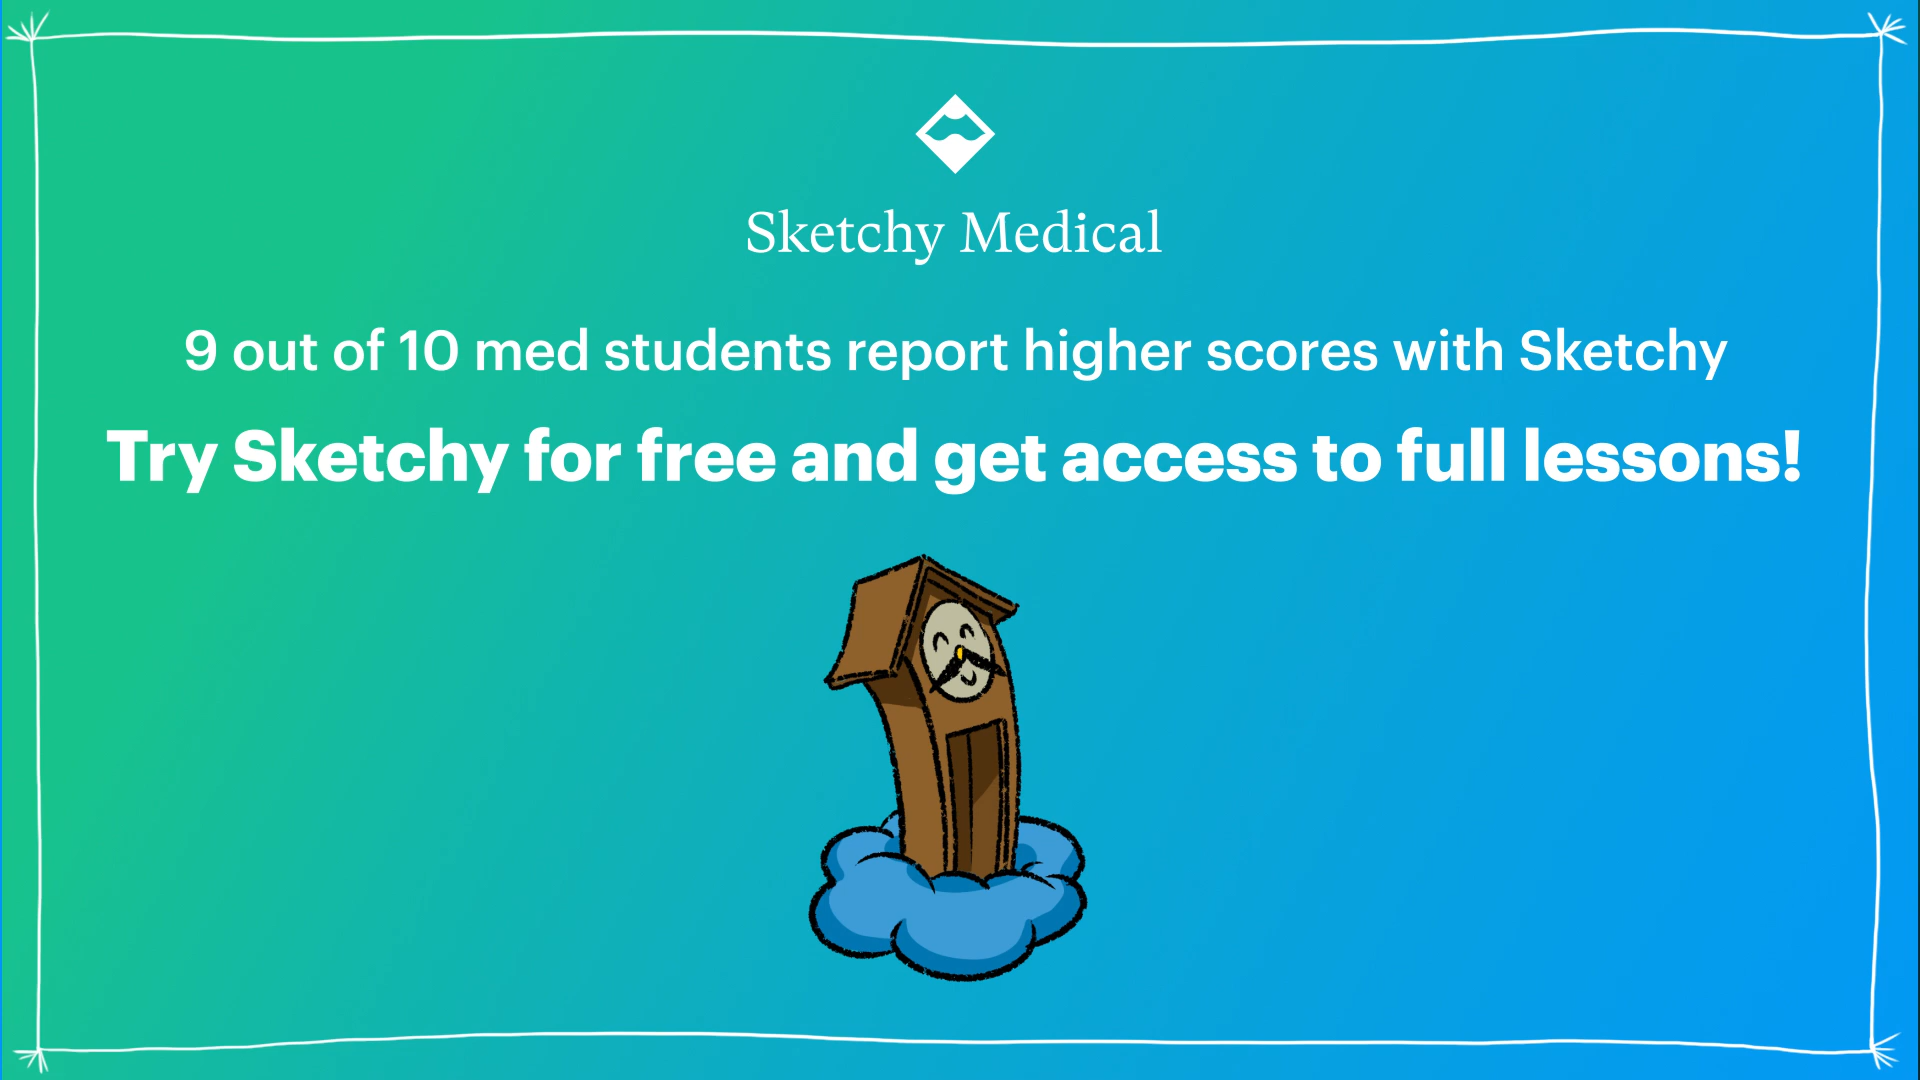 Sketchy Medical
9 out of 10 med students report higher scores with Sketchy
Try Sketchy for free and get access to full lessons!